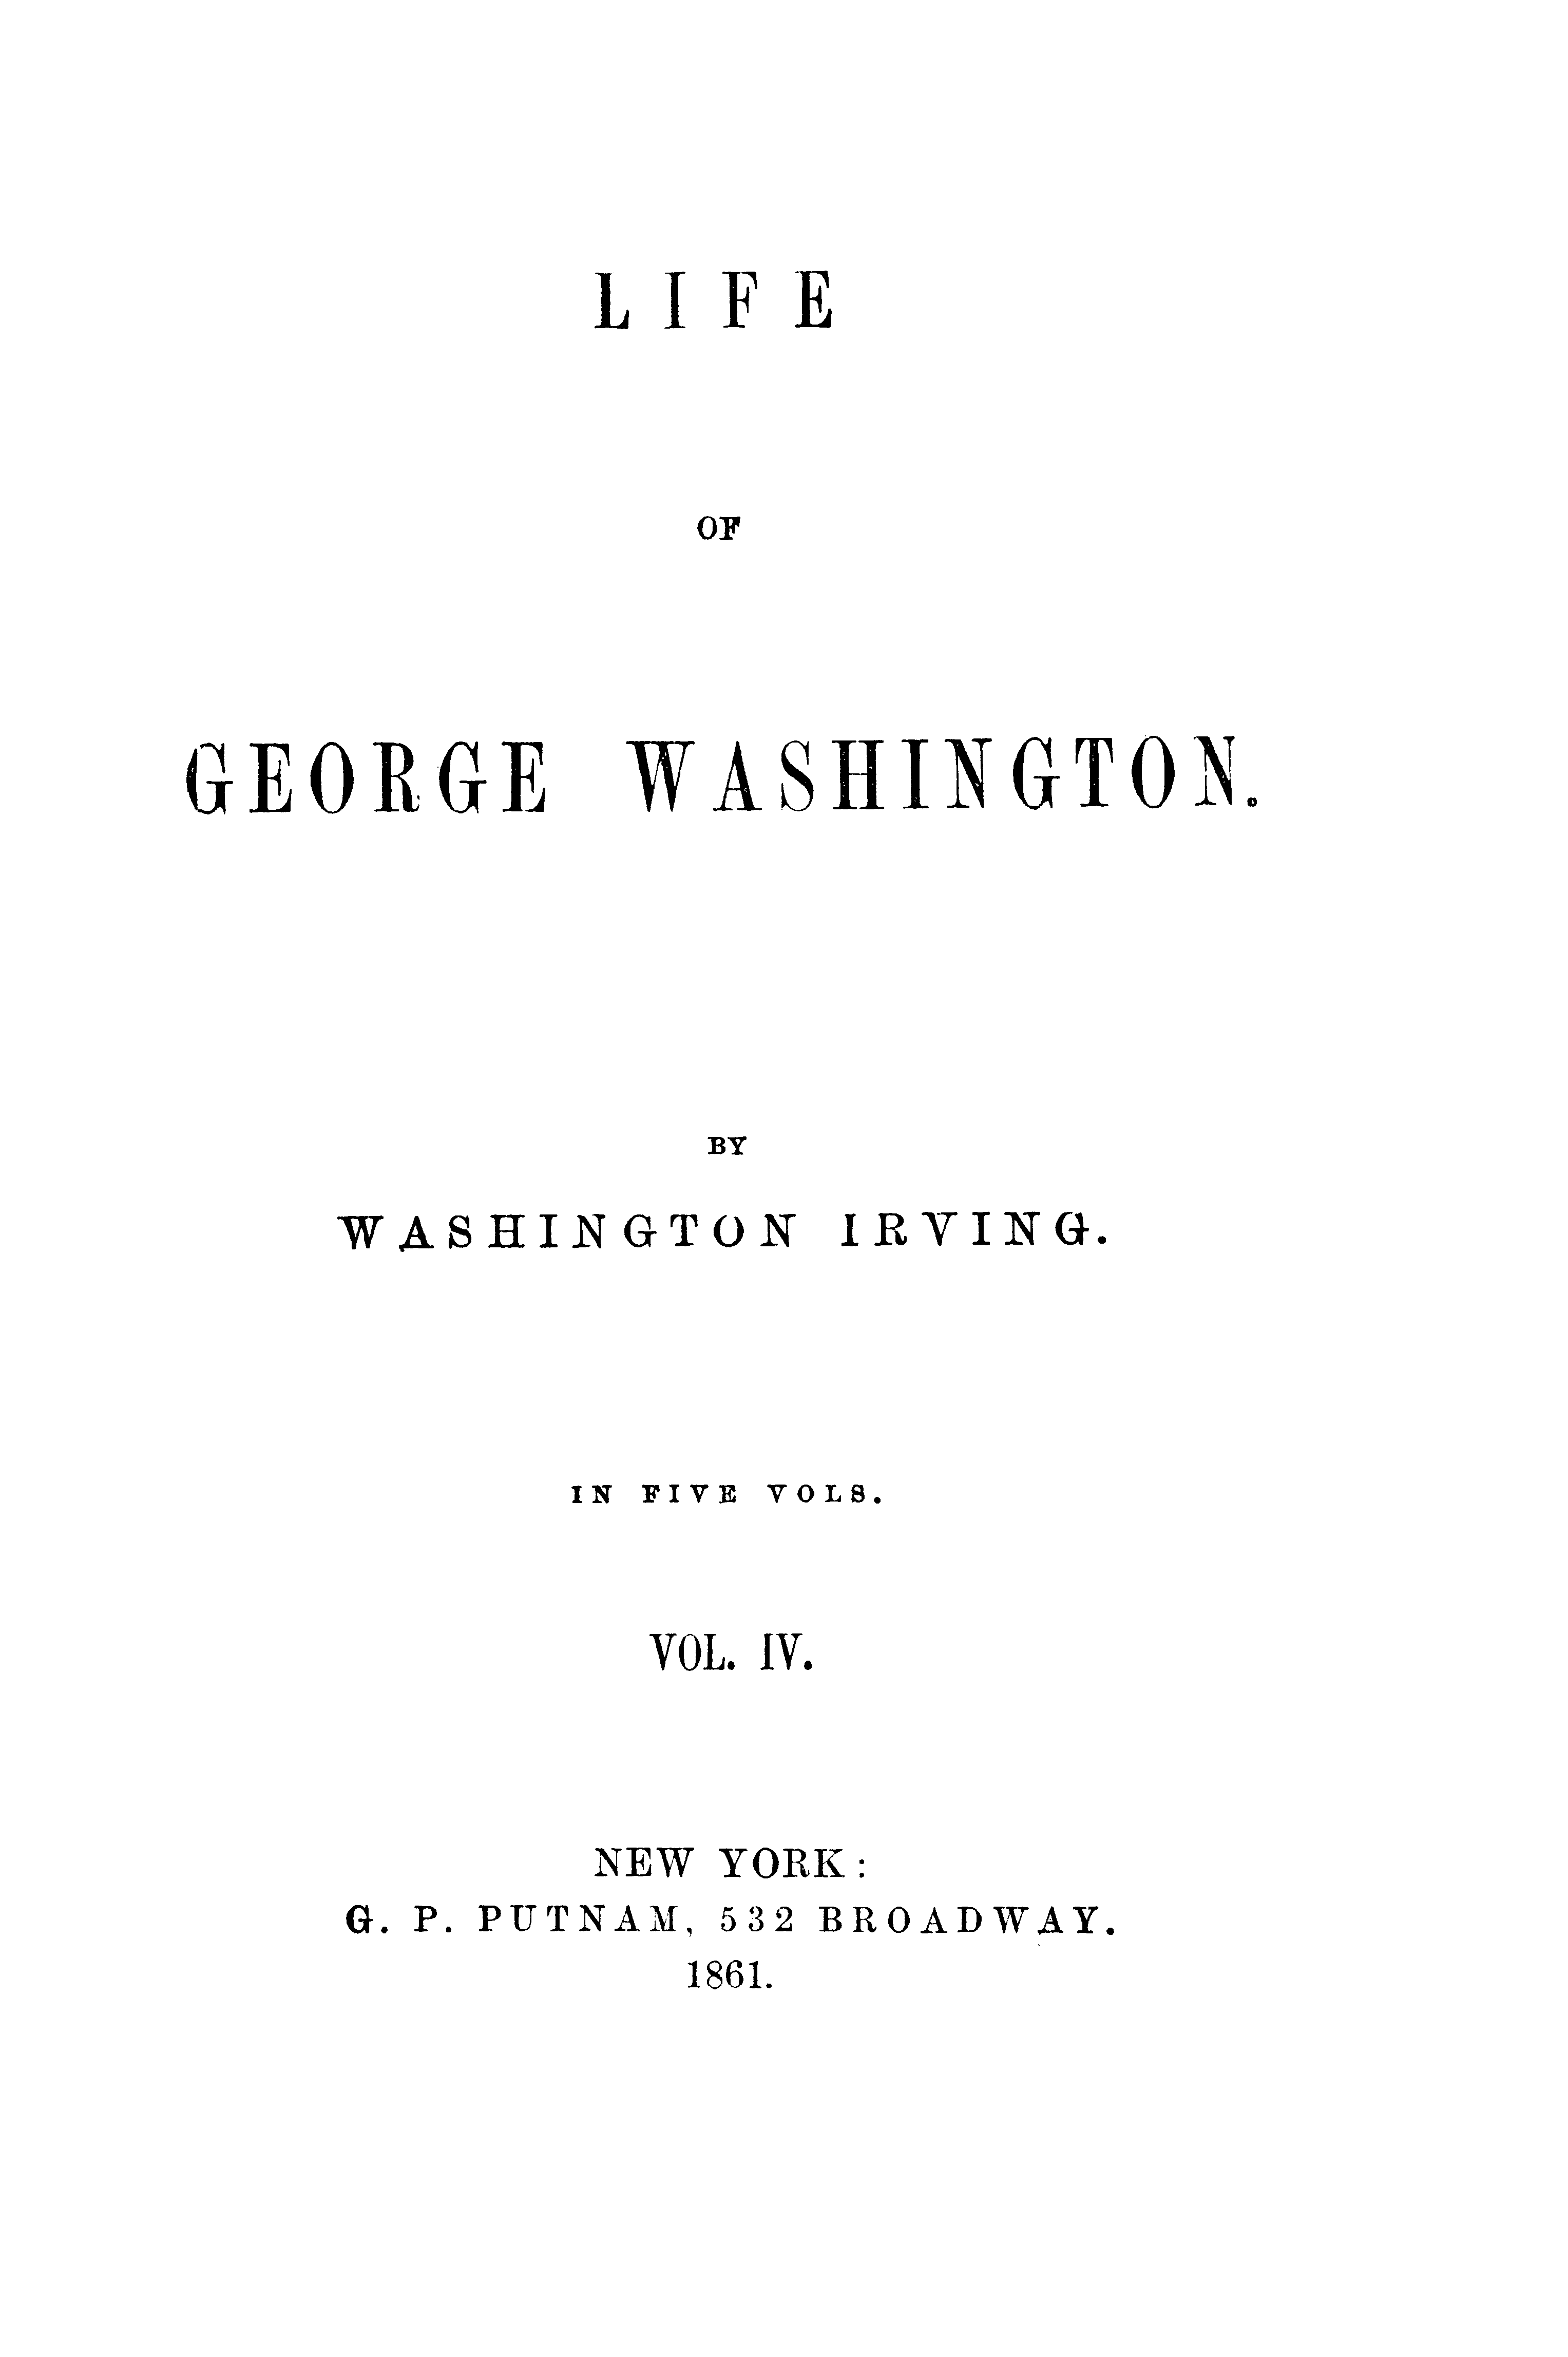 LIFE
OF
GEORGE WASHINGTON.
BY
WASHINGTON IRVING.
IN FIVE VOLS.
VOL. IV.
NEW YORK:
G. P. PUTNAM, 532 BROADWAY.
1861.